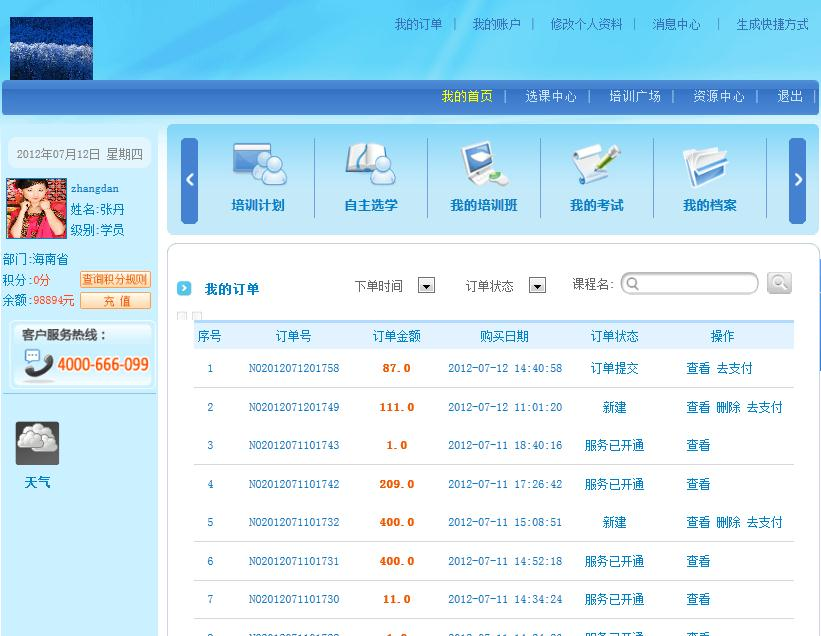 我的订单 | 我的账户 | 修改个人资料 | 消息中心 | 生成快捷方式
我的首页 | 选课中心 | 培训广场 | 资源中心 | 退出 |
2012年07月12日 星期四
zhangdan
姓名:张丹
级别:学员
部门:海南省
积分:0分 查询积分规则
余额:98894元 充 值
客户服务热线：
4000-666-099
天气
培训计划 自主选学 我的培训班 我的考试 我的档案
我的订单 下单时间 订单状态 课程名:
序号 订单号 订单金额 购买日期 订单状态 操作
1 NO2012071201758 87.0 2012-07-12 14:40:58 订单提交 查看 去支付
2 NO2012071201749 111.0 2012-07-12 11:01:20 新建 查看 删除 去支付
3 NO2012071101743 1.0 2012-07-11 18:40:16 服务已开通 查看
4 NO2012071101742 209.0 2012-07-11 17:26:42 服务已开通 查看
5 NO2012071101732 400.0 2012-07-11 15:08:51 新建 查看 删除 去支付
6 NO2012071101731 400.0 2012-07-11 14:52:18 服务已开通 查看
7 NO2012071101730 11.0 2012-07-11 14:34:24 服务已开通 查看